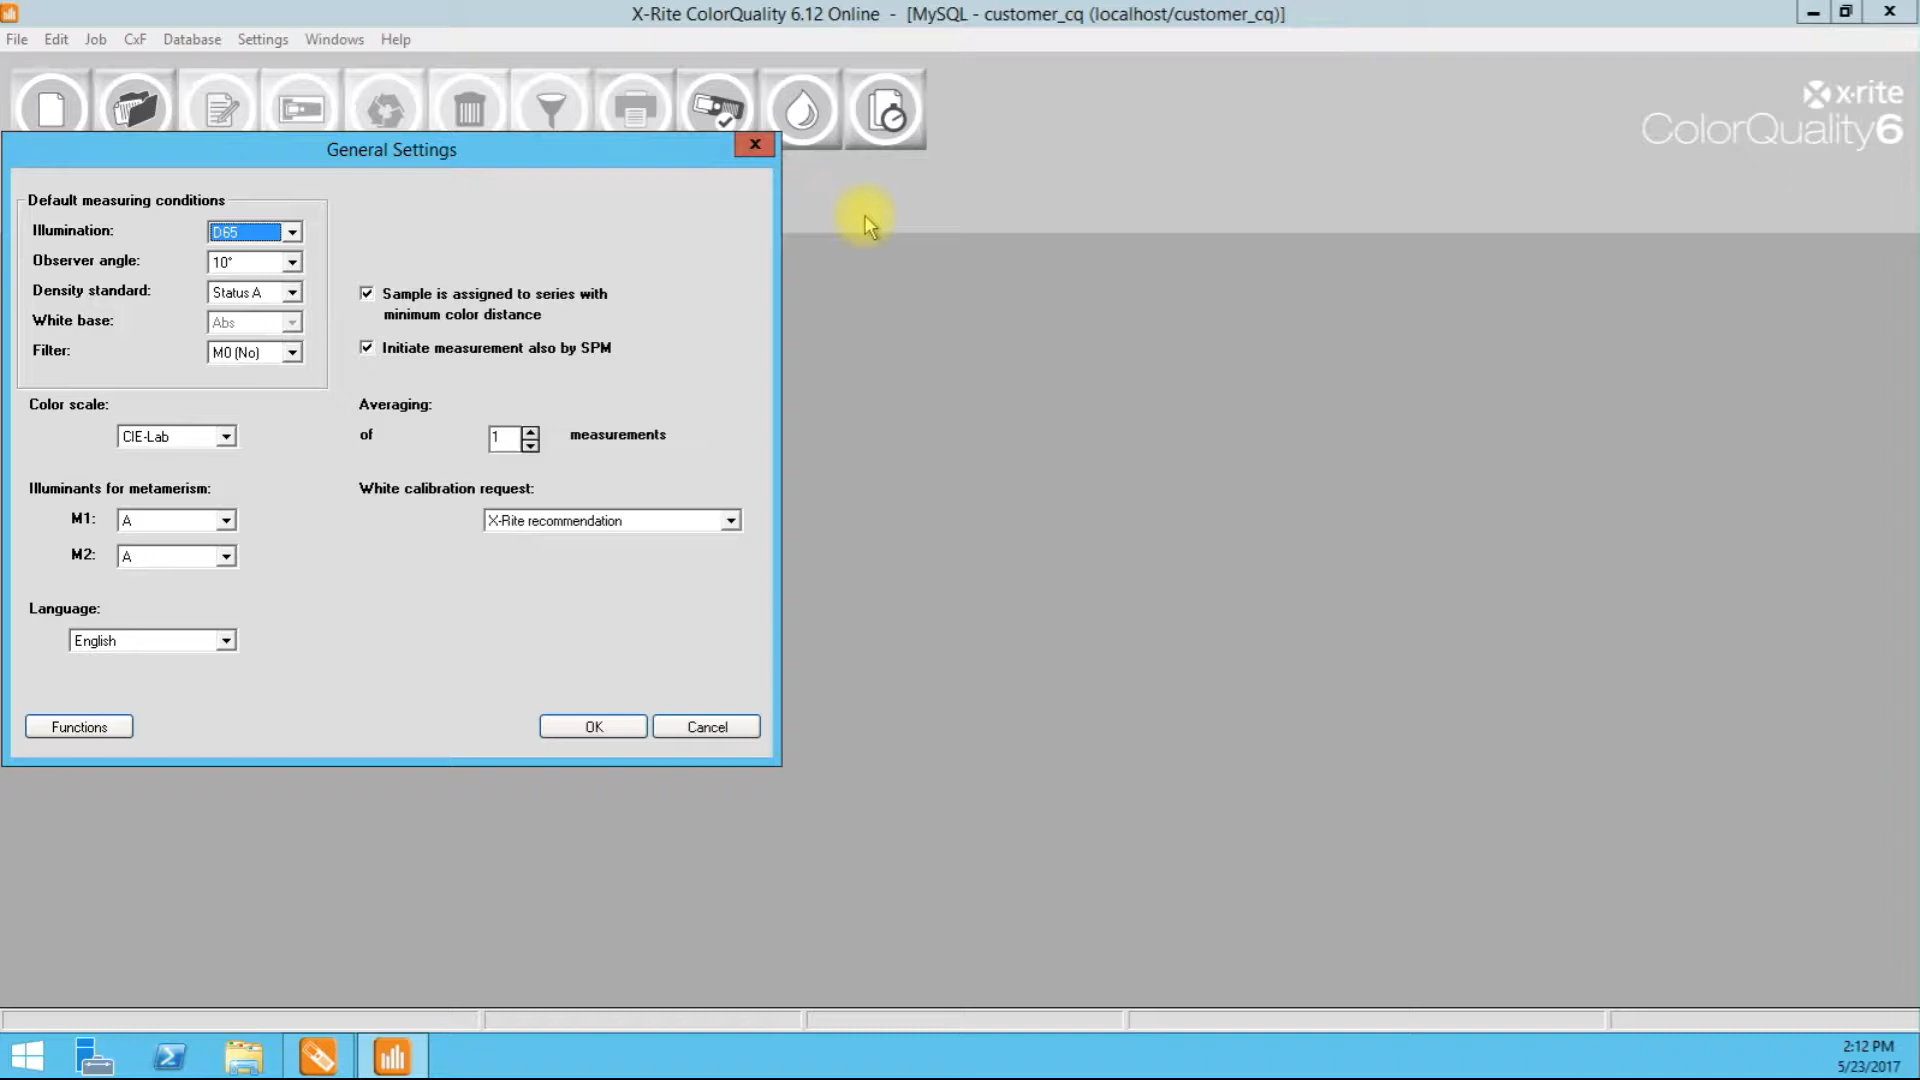 X-Rite ColorQuality 6.12 Online - [MySQL - customer_cq (localhost/customer_cq)]
File Edit Job CxF Database Settings Windows Help
x·rite
ColorQuality6
General Settings
Default measuring conditions
Illumination: D65
Observer angle: 10°
Density standard: Status A
White base: Abs
Filter: M0 (No)
Sample is assigned to series with
minimum color distance
Initiate measurement also by SPM
Color scale:
CIE-Lab
Averaging:
of 1 measurements
Illuminants for metamerism:
M1: A
M2: A
White calibration request:
X-Rite recommendation
Language:
English
Functions OK Cancel
2:12 PM
5/23/2017